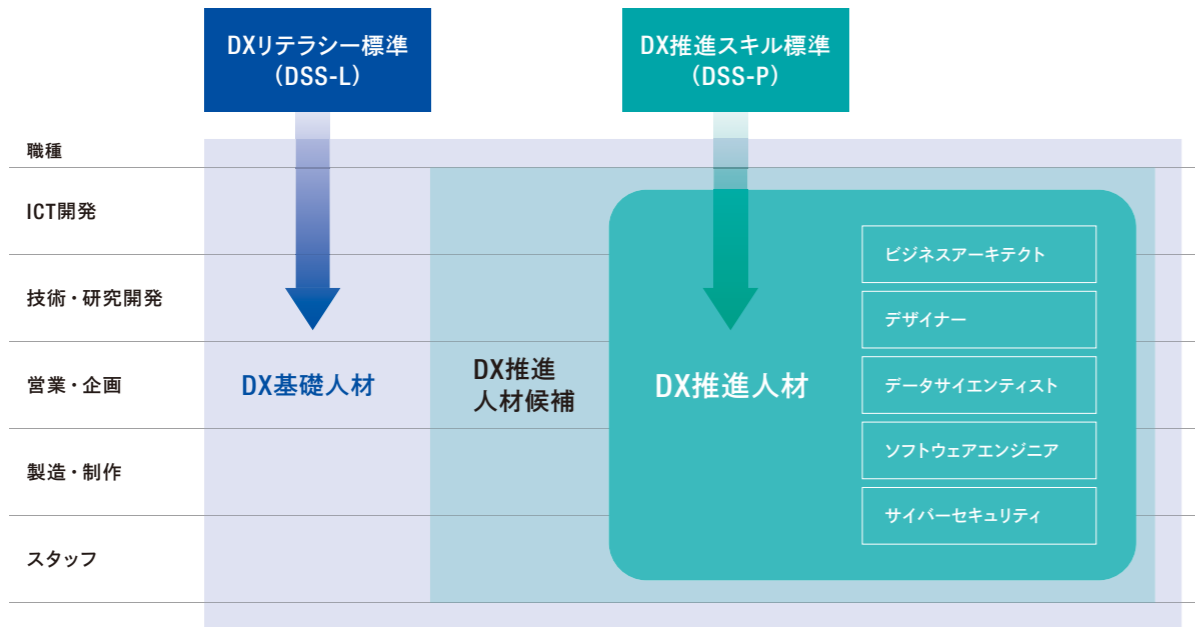 DXリテラシー標準
（DSS-L）
DX推進スキル標準
（DSS-P）
職種
ICT開発
技術・研究開発
営業・企画
製造・制作
スタッフ
DX基礎人材
DX推進
人材候補
DX推進人材
ビジネスアーキテクト
デザイナー
データサイエンティスト
ソフトウェアエンジニア
サイバーセキュリティ